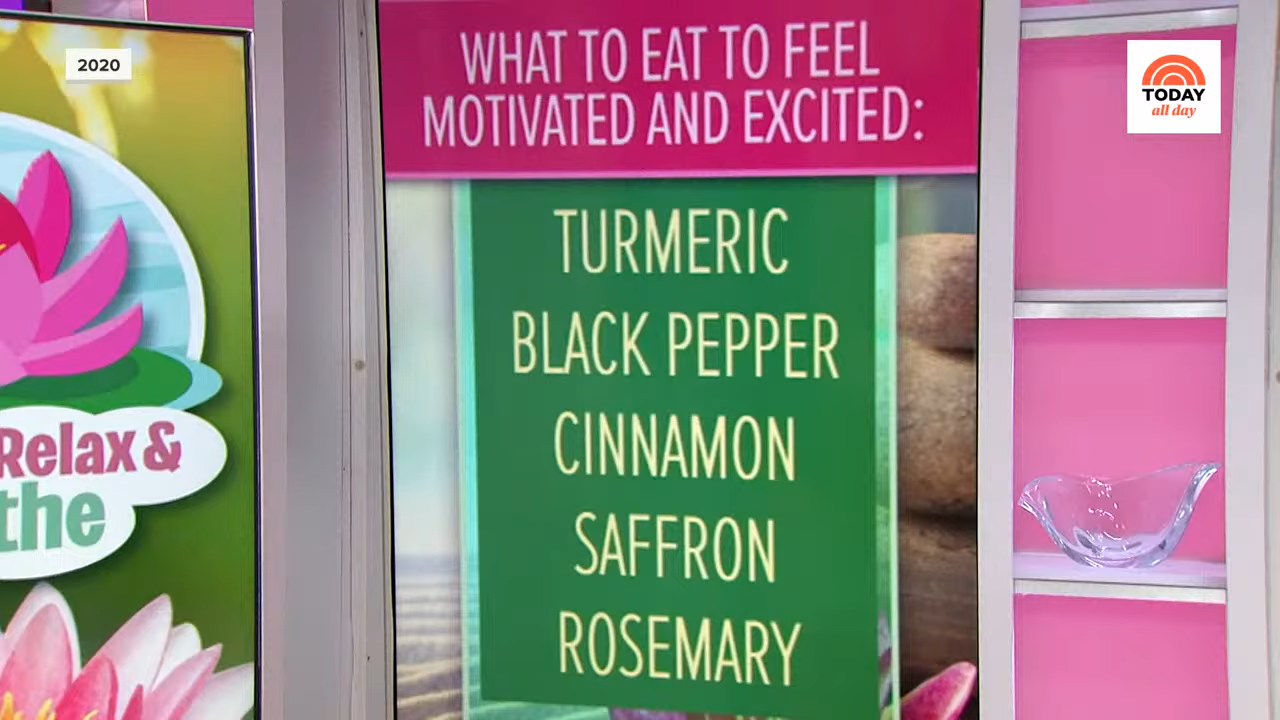 2020
WHAT TO EAT TO FEEL
MOTIVATED AND EXCITED:
TURMERIC
BLACK PEPPER
CINNAMON
SAFFRON
ROSEMARY
Relax &
the
TODAY
all day